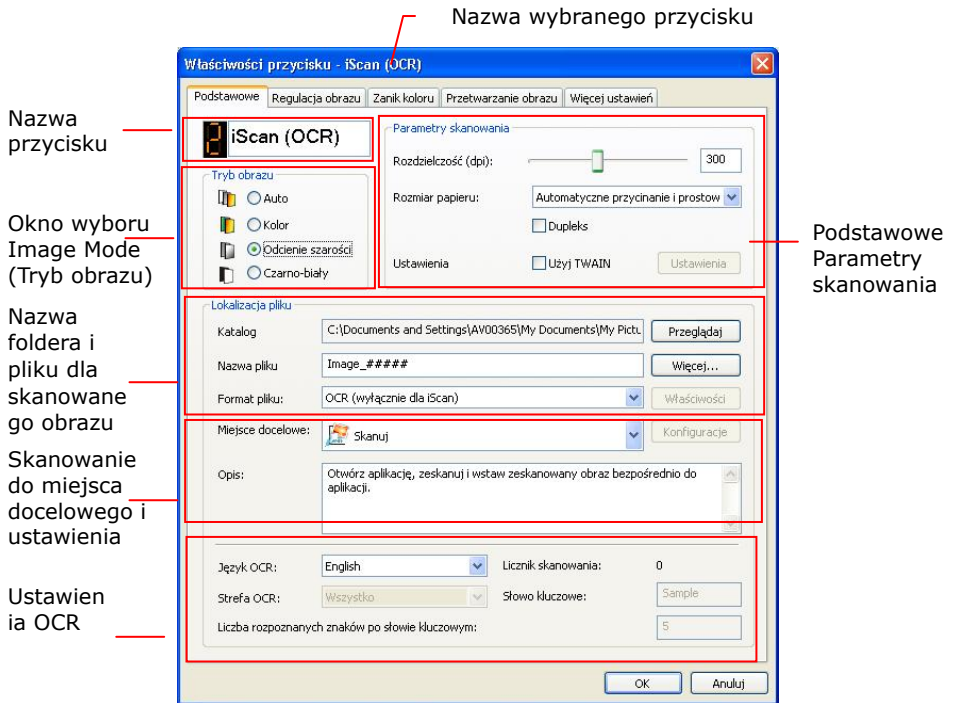 Nazwa wybranego przycisku
Właściwości przycisku - iScan (OCR)
Podstawowe Regulacja obrazu Zanik koloru Przetwarzanie obrazu Więcej ustawień
Nazwa
przycisku
2 iScan (OCR)
Parametry skanowania
Rozdzielczość (dpi): 300
Rozmiar papieru: Automatyczne przycinanie i prostow
Dupleks
Ustawienia Użyj TWAIN Ustawienia
Tryb obrazu
Auto
Kolor
Odcienie szarości
Czarno-biały
Okno wyboru
Image Mode
(Tryb obrazu)
Podstawowe
Parametry
skanowania
Nazwa
foldera i
pliku dla
skanowane
go obrazu
Lokalizacja pliku
Katalog C:\Documents and Settings\AV00365\My Documents\My Pictu Przeglądaj
Nazwa pliku Image_##### Więcej...
Format pliku: OCR (wyłącznie dla iScan) Właściwości
Skanowanie
do miejsca
docelowego i
ustawienia
Miejsce docelowe: Skanuj Konfiguracje
Opis: Otwórz aplikację, zeskanuj i wstaw zeskanowany obraz bezpośrednio do
aplikacji.
Ustawien
ia OCR
Język OCR: English Licznik skanowania: 0
Strefa OCR: Wszystko Słowo kluczowe: Sample
Liczba rozpoznanych znaków po słowie kluczowym: 5
OK Anuluj